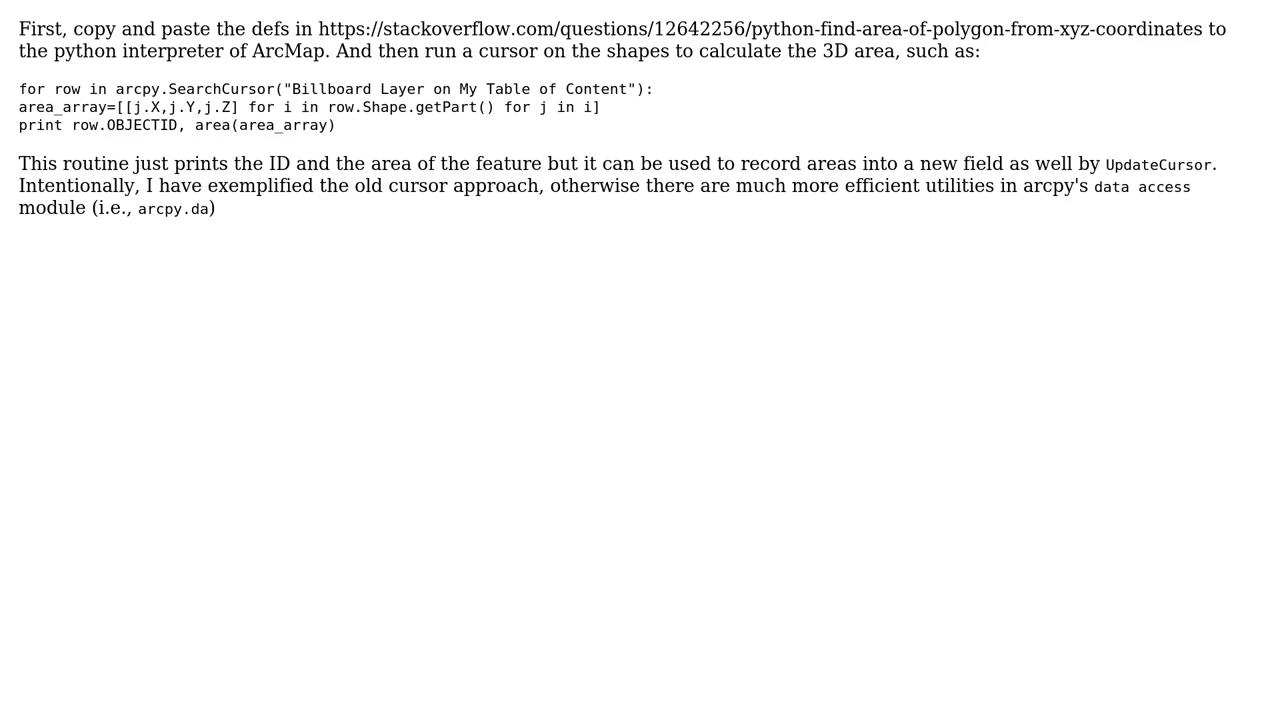 First, copy and paste the defs in https://stackoverflow.com/questions/12642256/python-find-area-of-polygon-from-xyz-coordinates to
the python interpreter of ArcMap. And then run a cursor on the shapes to calculate the 3D area, such as:
for row in arcpy.SearchCursor("Billboard Layer on My Table of Content"):
area_array=[[j.X,j.Y,j.Z] for i in row.Shape.getPart() for j in i]
print row.OBJECTID, area(area_array)
This routine just prints the ID and the area of the feature but it can be used to record areas into a new field as well by UpdateCursor.
Intentionally, I have exemplified the old cursor approach, otherwise there are much more efficient utilities in arcpy's data access
module (i.e., arcpy.da)